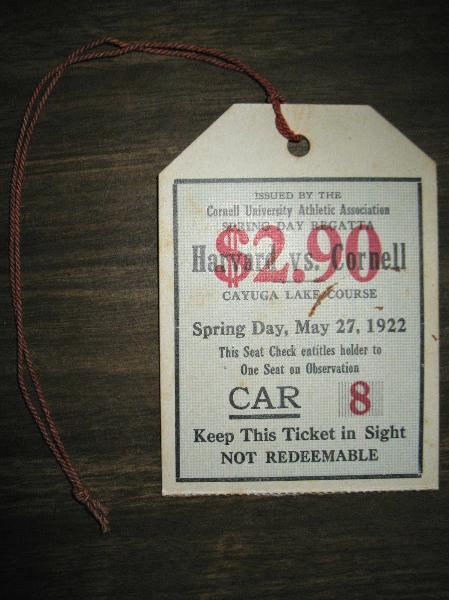 ISSUED BY THE
Cornell University Athletic Association
SPRING DAY REGATTA
$2.90
Harvard vs. Cornell
CAYUGA LAKE COURSE
Spring Day, May 27, 1922
This Seat Check entitles holder to
One Seat on Observation
CAR 8
Keep This Ticket in Sight
NOT REDEEMABLE